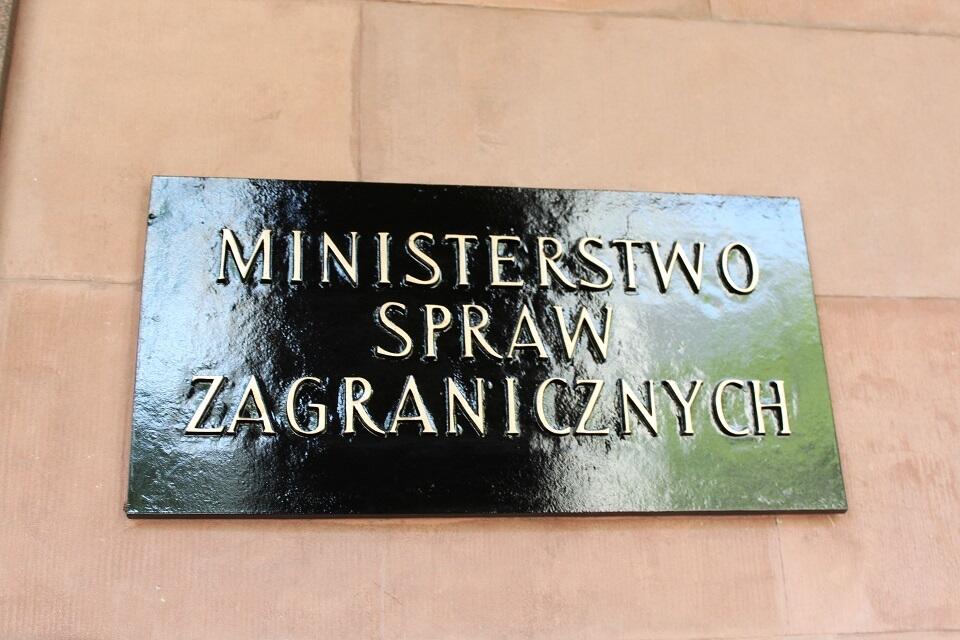 MINISTERSTWO
SPRAW
ZAGRANICZNYCH